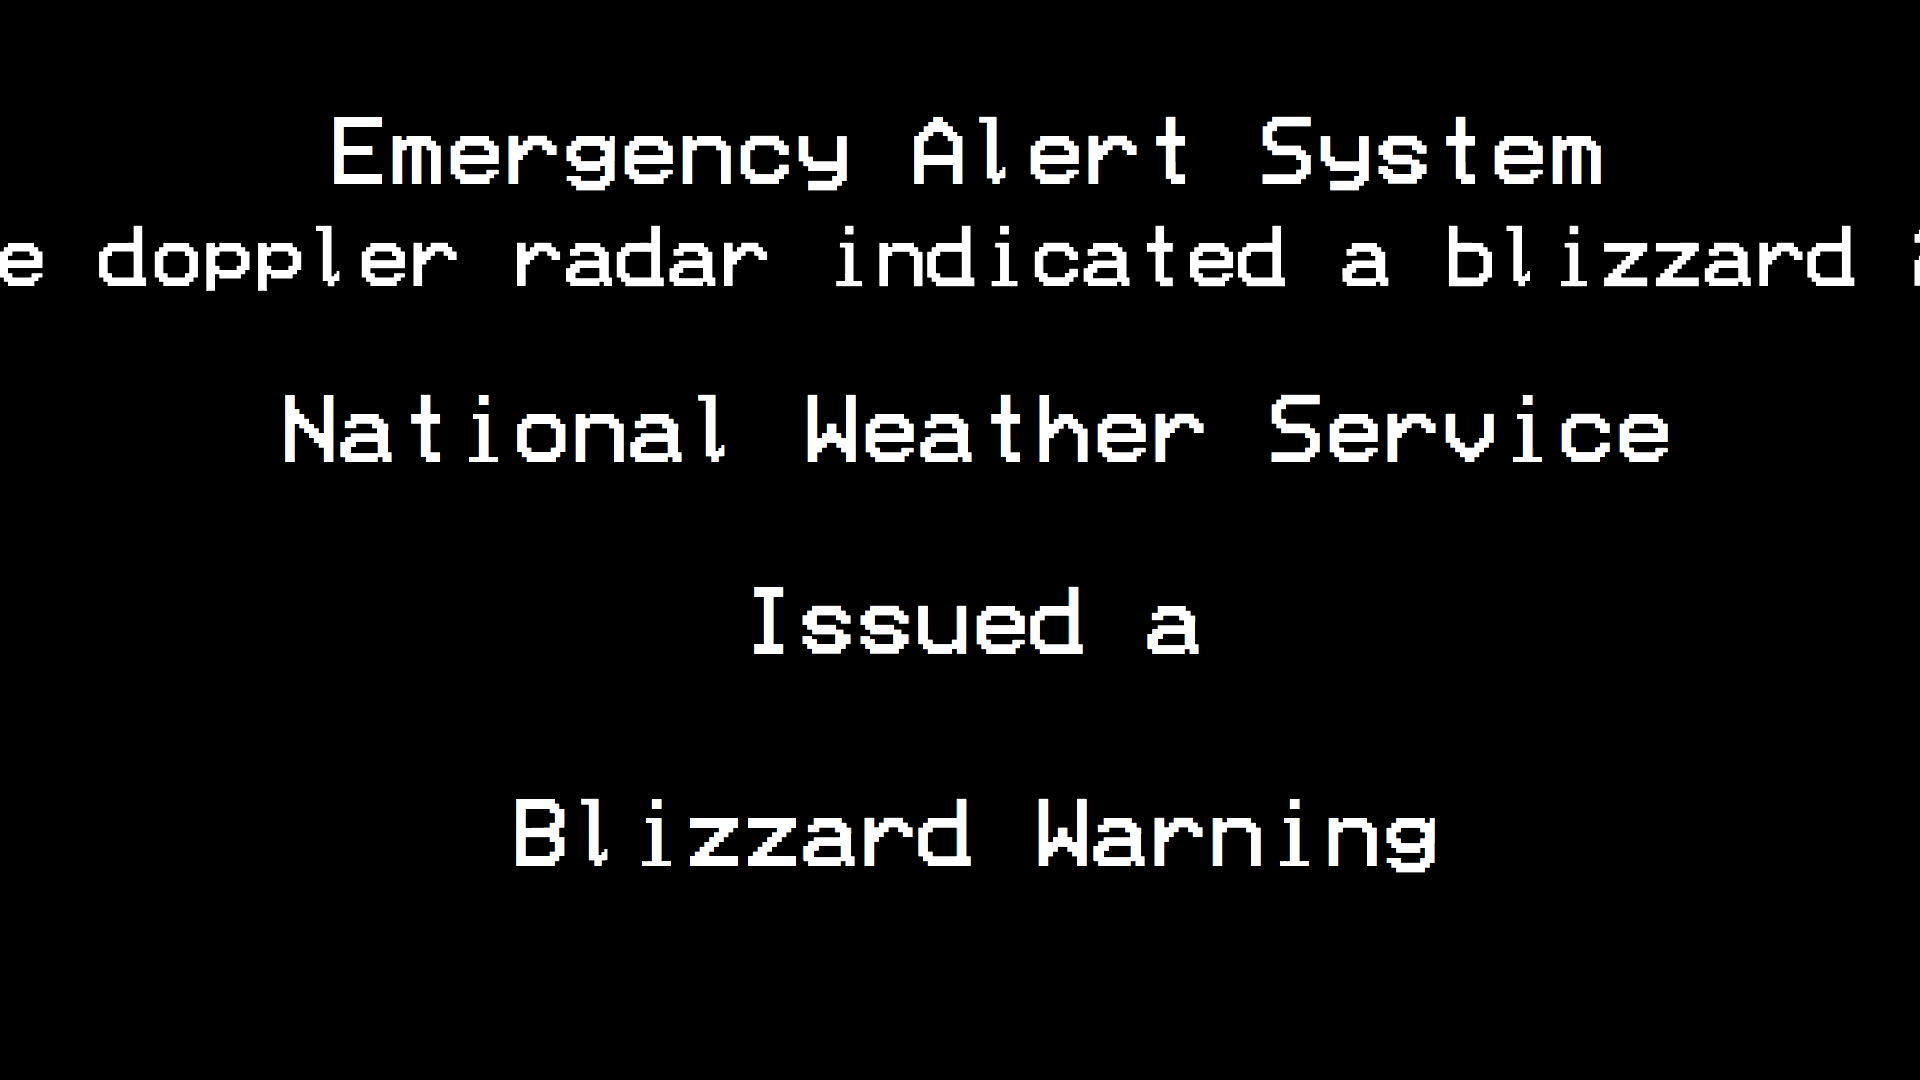 Emergency Alert System
e doppler radar indicated a blizzard
National Weather Service
Issued a
Blizzard Warning